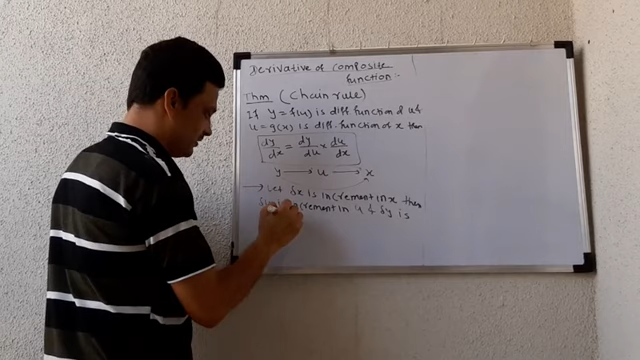 Derivative of composite
function:-
Thm (Chain rule)
If y=f(u) is diff function of u &
u=g(x) is diff. function of x then
dy/dx = dy/du × du/dx
y → u → x
→ Let δx is increment in x then
increment in u & δy is